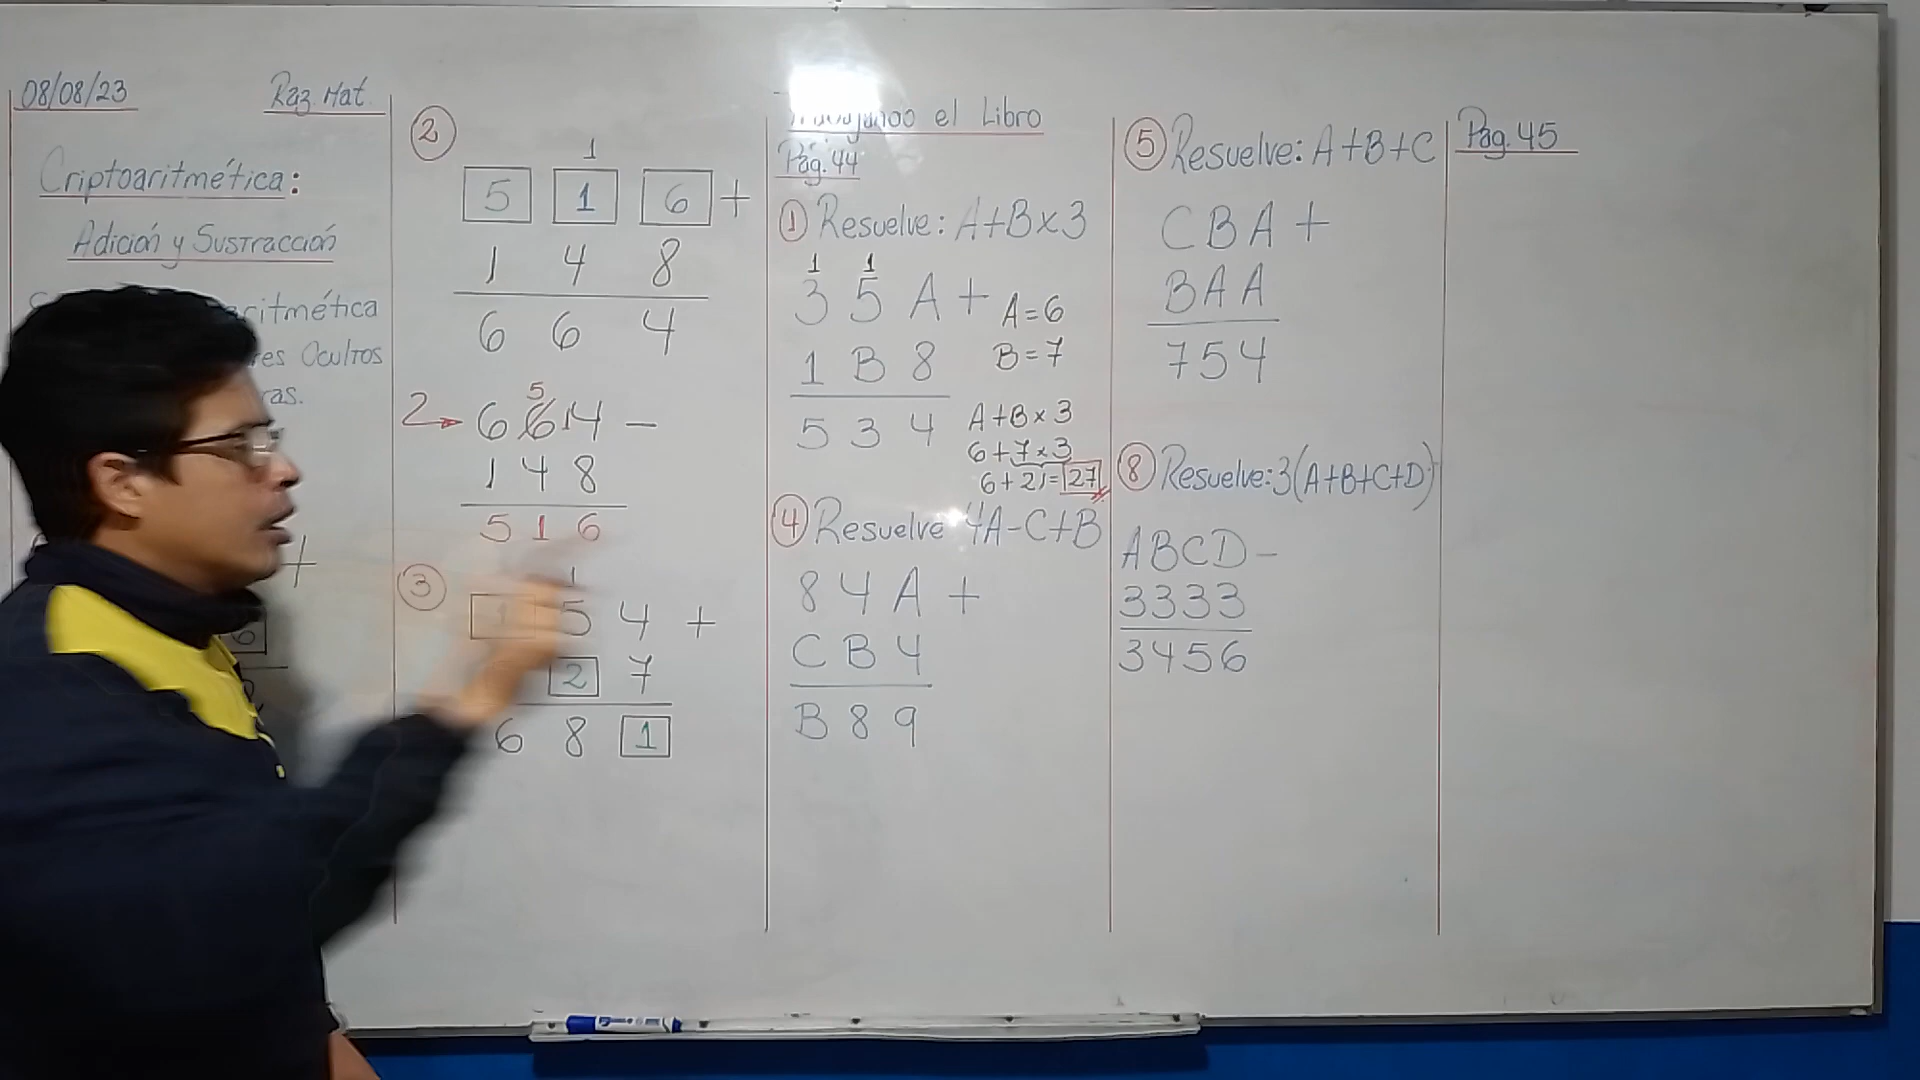 08/08/23 Raz. Mat.
Criptoaritmética:
Adición y Sustracción
ritmética
res Ocultos
ras.
+
6
2
1
5 1 6 +
1 4 8
6 6 4
5
2 → 6 6 14 -
1 4 8
5 1 6
3
1
5 4 +
2 7
6 8 1
el Libro
Pág. 44
1 Resuelve: A+Bx3
1 1
3 5 A +
1 B 8
5 3 4
A=6
B=7
A+B×3
6+7×3
6+21=27
4 Resuelve 4A-C+B
8 4 A +
C B 4
B 8 9
5 Resuelve: A+B+C
C B A +
B A A
7 5 4
8 Resuelve: 3(A+B+C+D)
A B C D -
3 3 3 3
3 4 5 6
Pág. 45